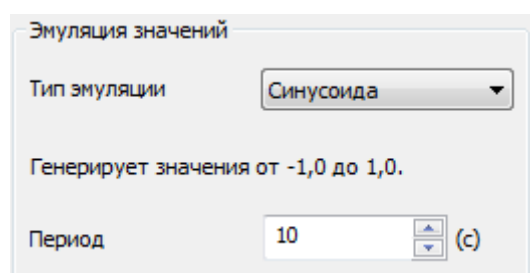 Эмуляция значений
Тип эмуляции Синусоида
Генерирует значения от -1,0 до 1,0.
Период 10 (с)